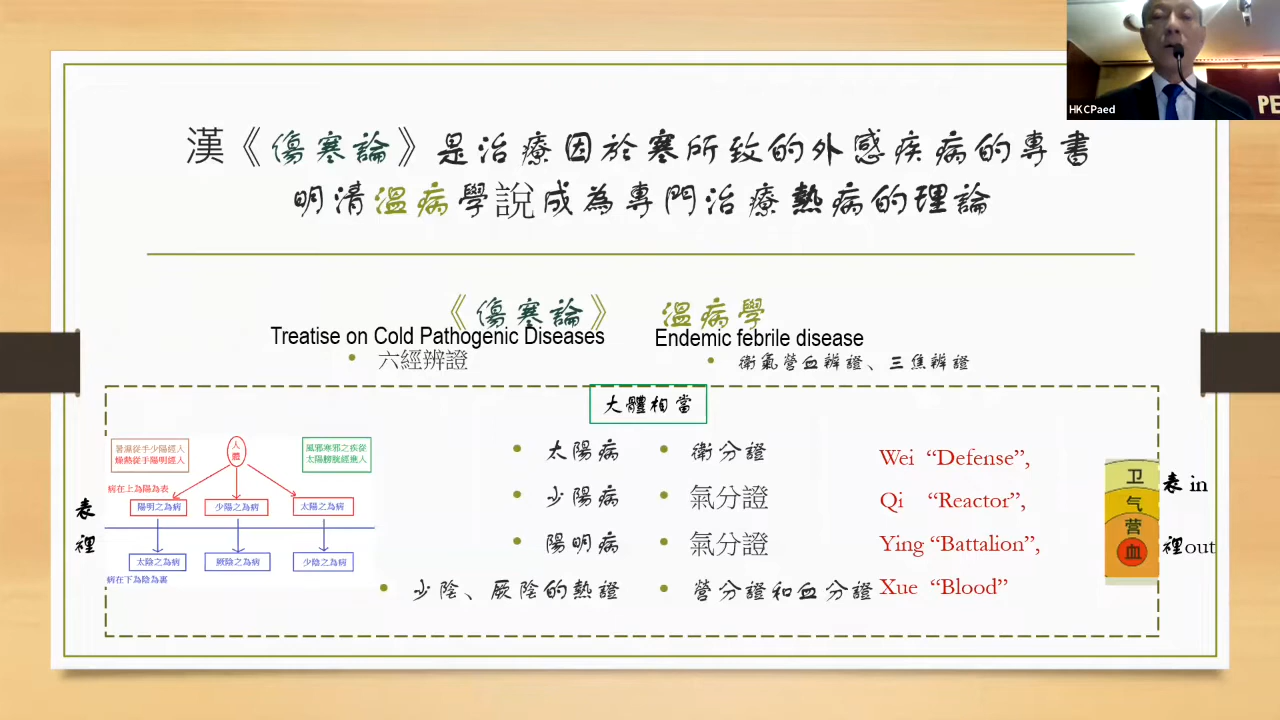 HKCPaed
PE
漢《傷寒論》是治療因於寒所致的外感疾病的專書
明清溫病學說成為專門治療熱病的理論
《傷寒論》
Treatise on Cold Pathogenic Diseases
• 六經辨證
溫病學
Endemic febrile disease
• 衛氣營血辨證、三焦辨證
大體相當
暑濕從手少陽經入
燥熱從手陽明經入
人體
風邪寒邪之疾從
太陽膀胱經進入
病在上為陽為表
陽明之為病
少陽之為病
太陽之為病
表
裡
太陰之為病
厥陰之為病
少陰之為病
病在下為陰為裏
• 太陽病
• 衛分證
Wei “Defense”,
• 少陽病
• 氣分證
Qi “Reactor”,
• 陽明病
• 氣分證
Ying “Battalion”,
• 少陰、厥陰的熱證
• 營分證和血分證
Xue “Blood”
卫
气
营
血
表 in
裡out